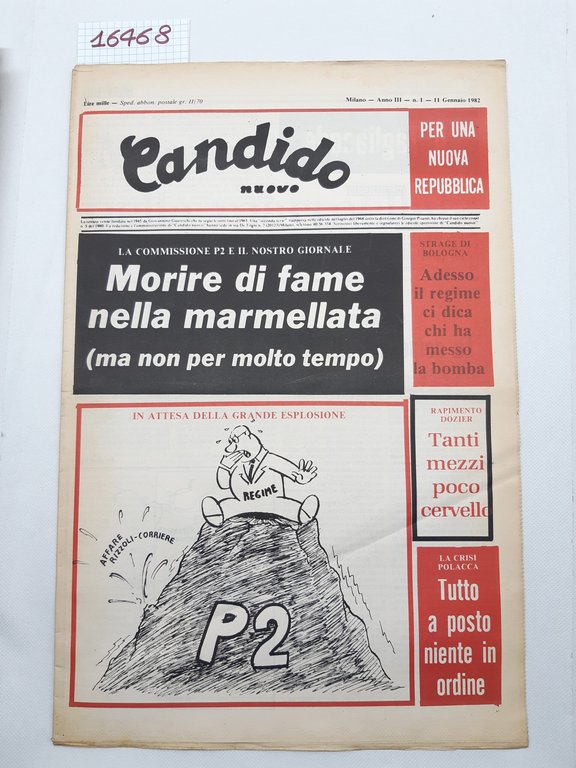 16468
Lire mille — Sped. abbon. postale gr. II/70
Milano — Anno III — n. 1 — 11 Gennaio 1982
Candido
nuovo
PER UNA
NUOVA
REPUBBLICA
LA COMMISSIONE P2 E IL NOSTRO GIORNALE
Morire di fame
nella marmellata
(ma non per molto tempo)
STRAGE DI
BOLOGNA
Adesso
il regime
ci dica
chi ha
messo
la bomba
IN ATTESA DELLA GRANDE ESPLOSIONE
REGIME
AFFARE
RIZZOLI-CORRIERE
P2
RAPIMENTO
DOZIER
Tanti
mezzi
poco
cervello
LA CRISI
POLACCA
Tutto
a posto
niente in
ordine